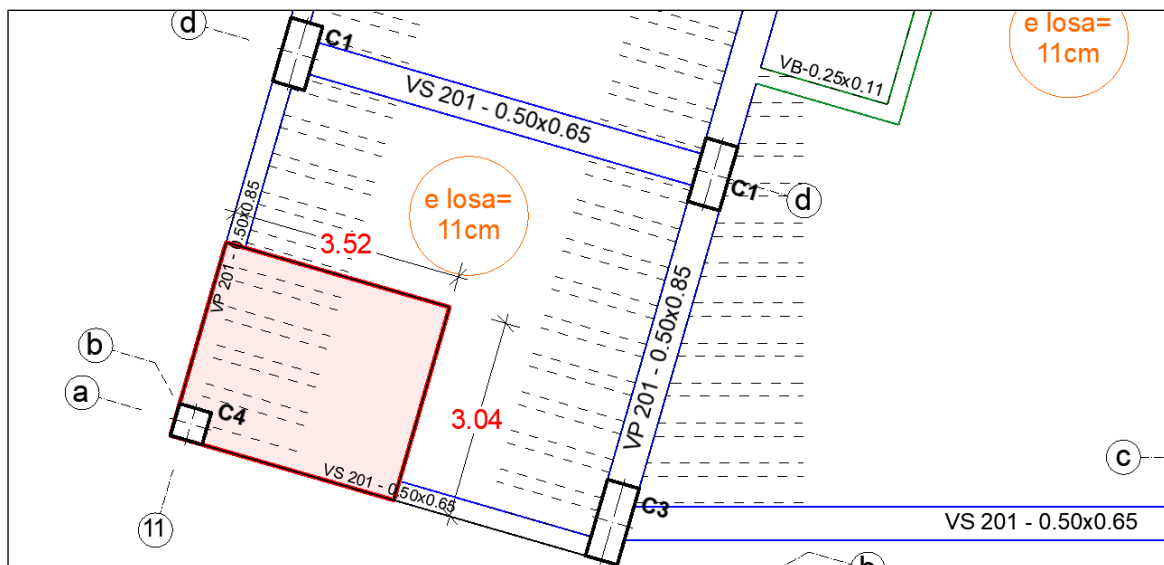 d
C1
VS 201 - 0.50x0.65
VB-0.25x0.11
e losa=
11cm
C1
d
e losa=
11cm
3.52
VP 201 - 0.50x0.85
VP 201 - 0.50x0.85
b
a
C4
3.04
VS 201 - 0.50x0.65
11
C3
c
VS 201 - 0.50x0.65
b